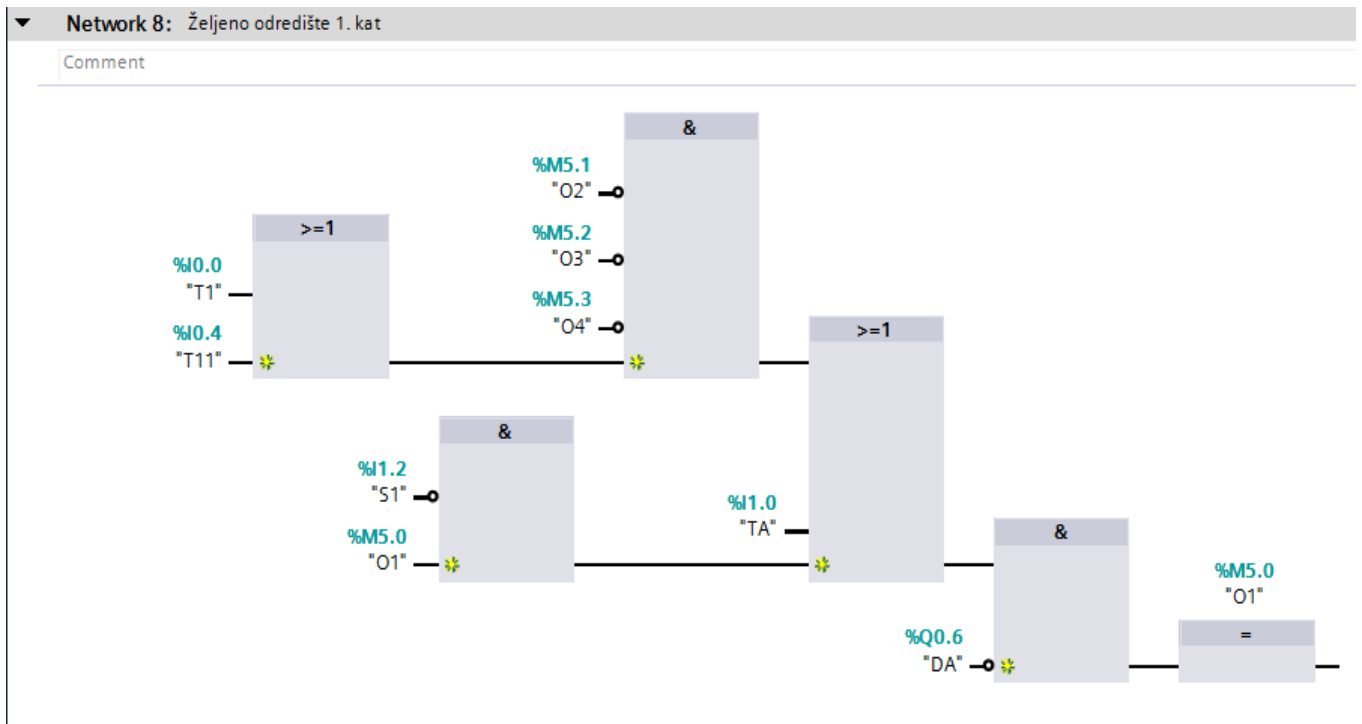 Network 8: Željeno odredište 1. kat
Comment
&
%M5.1
"O2"
%M5.2
"O3"
%M5.3
"O4"
>=1
%I0.0
"T1"
%I0.4
"T11"
>=1
&
%I1.2
"S1"
%M5.0
"O1"
%I1.0
"TA"
&
%Q0.6
"DA"
%M5.0
"O1"
=